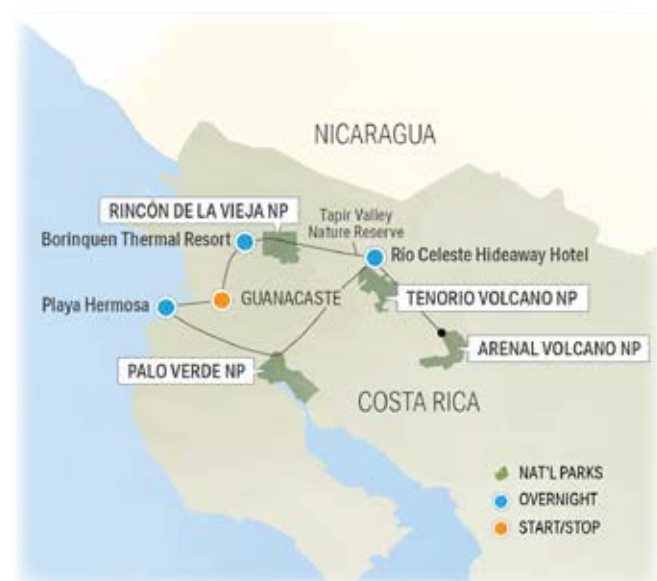 NICARAGUA
RINCÓN DE LA VIEJA NP
Tapir Valley
Nature Reserve
Borinquen Thermal Resort
Río Celeste Hideaway Hotel
Playa Hermosa
GUANACASTE
TENORIO VOLCANO NP
ARENAL VOLCANO NP
PALO VERDE NP
COSTA RICA
NAT'L PARKS
OVERNIGHT
START/STOP